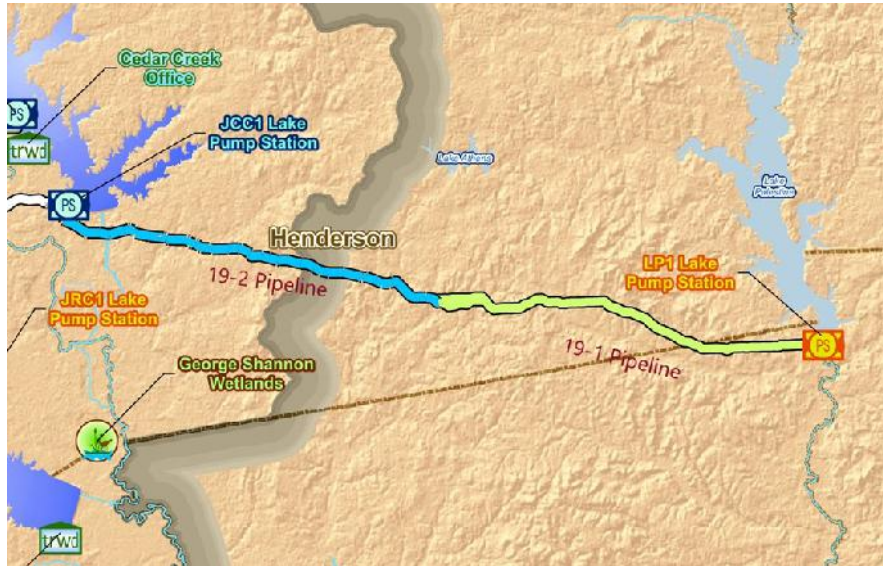 Cedar Creek
Office
PS
trwd
JCC1 Lake
Pump Station
PS
Lake Athens
Lake
Palestine
Henderson
19-2 Pipeline
LP1 Lake
Pump Station
JRC1 Lake
Pump Station
PS
19-1 Pipeline
George Shannon
Wetlands
trwd